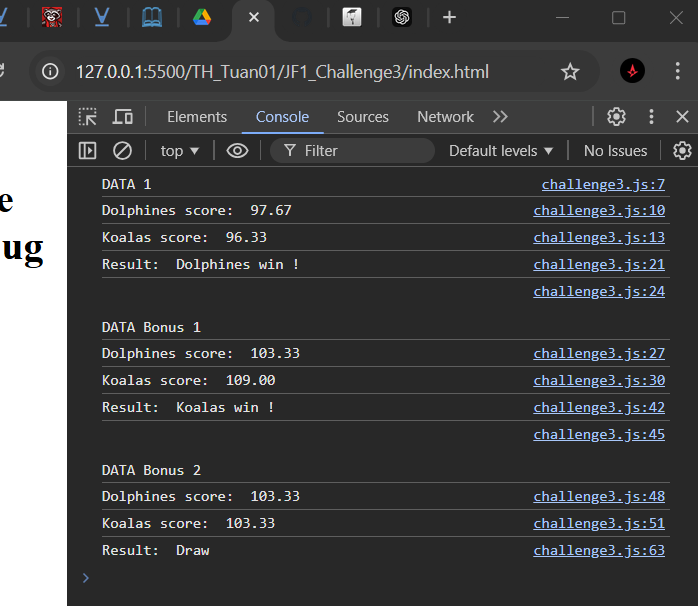 127.0.0.1:5500/TH_Tuan01/JF1_Challenge3/index.html
Elements Console Sources Network
top Filter Default levels No Issues
e
ug
DATA 1 challenge3.js:7
Dolphines score:  97.67 challenge3.js:10
Koalas score:  96.33 challenge3.js:13
Result:  Dolphines win ! challenge3.js:21
challenge3.js:24
DATA Bonus 1
Dolphines score:  103.33 challenge3.js:27
Koalas score:  109.00 challenge3.js:30
Result:  Koalas win ! challenge3.js:42
challenge3.js:45
DATA Bonus 2
Dolphines score:  103.33 challenge3.js:48
Koalas score:  103.33 challenge3.js:51
Result:  Draw challenge3.js:63